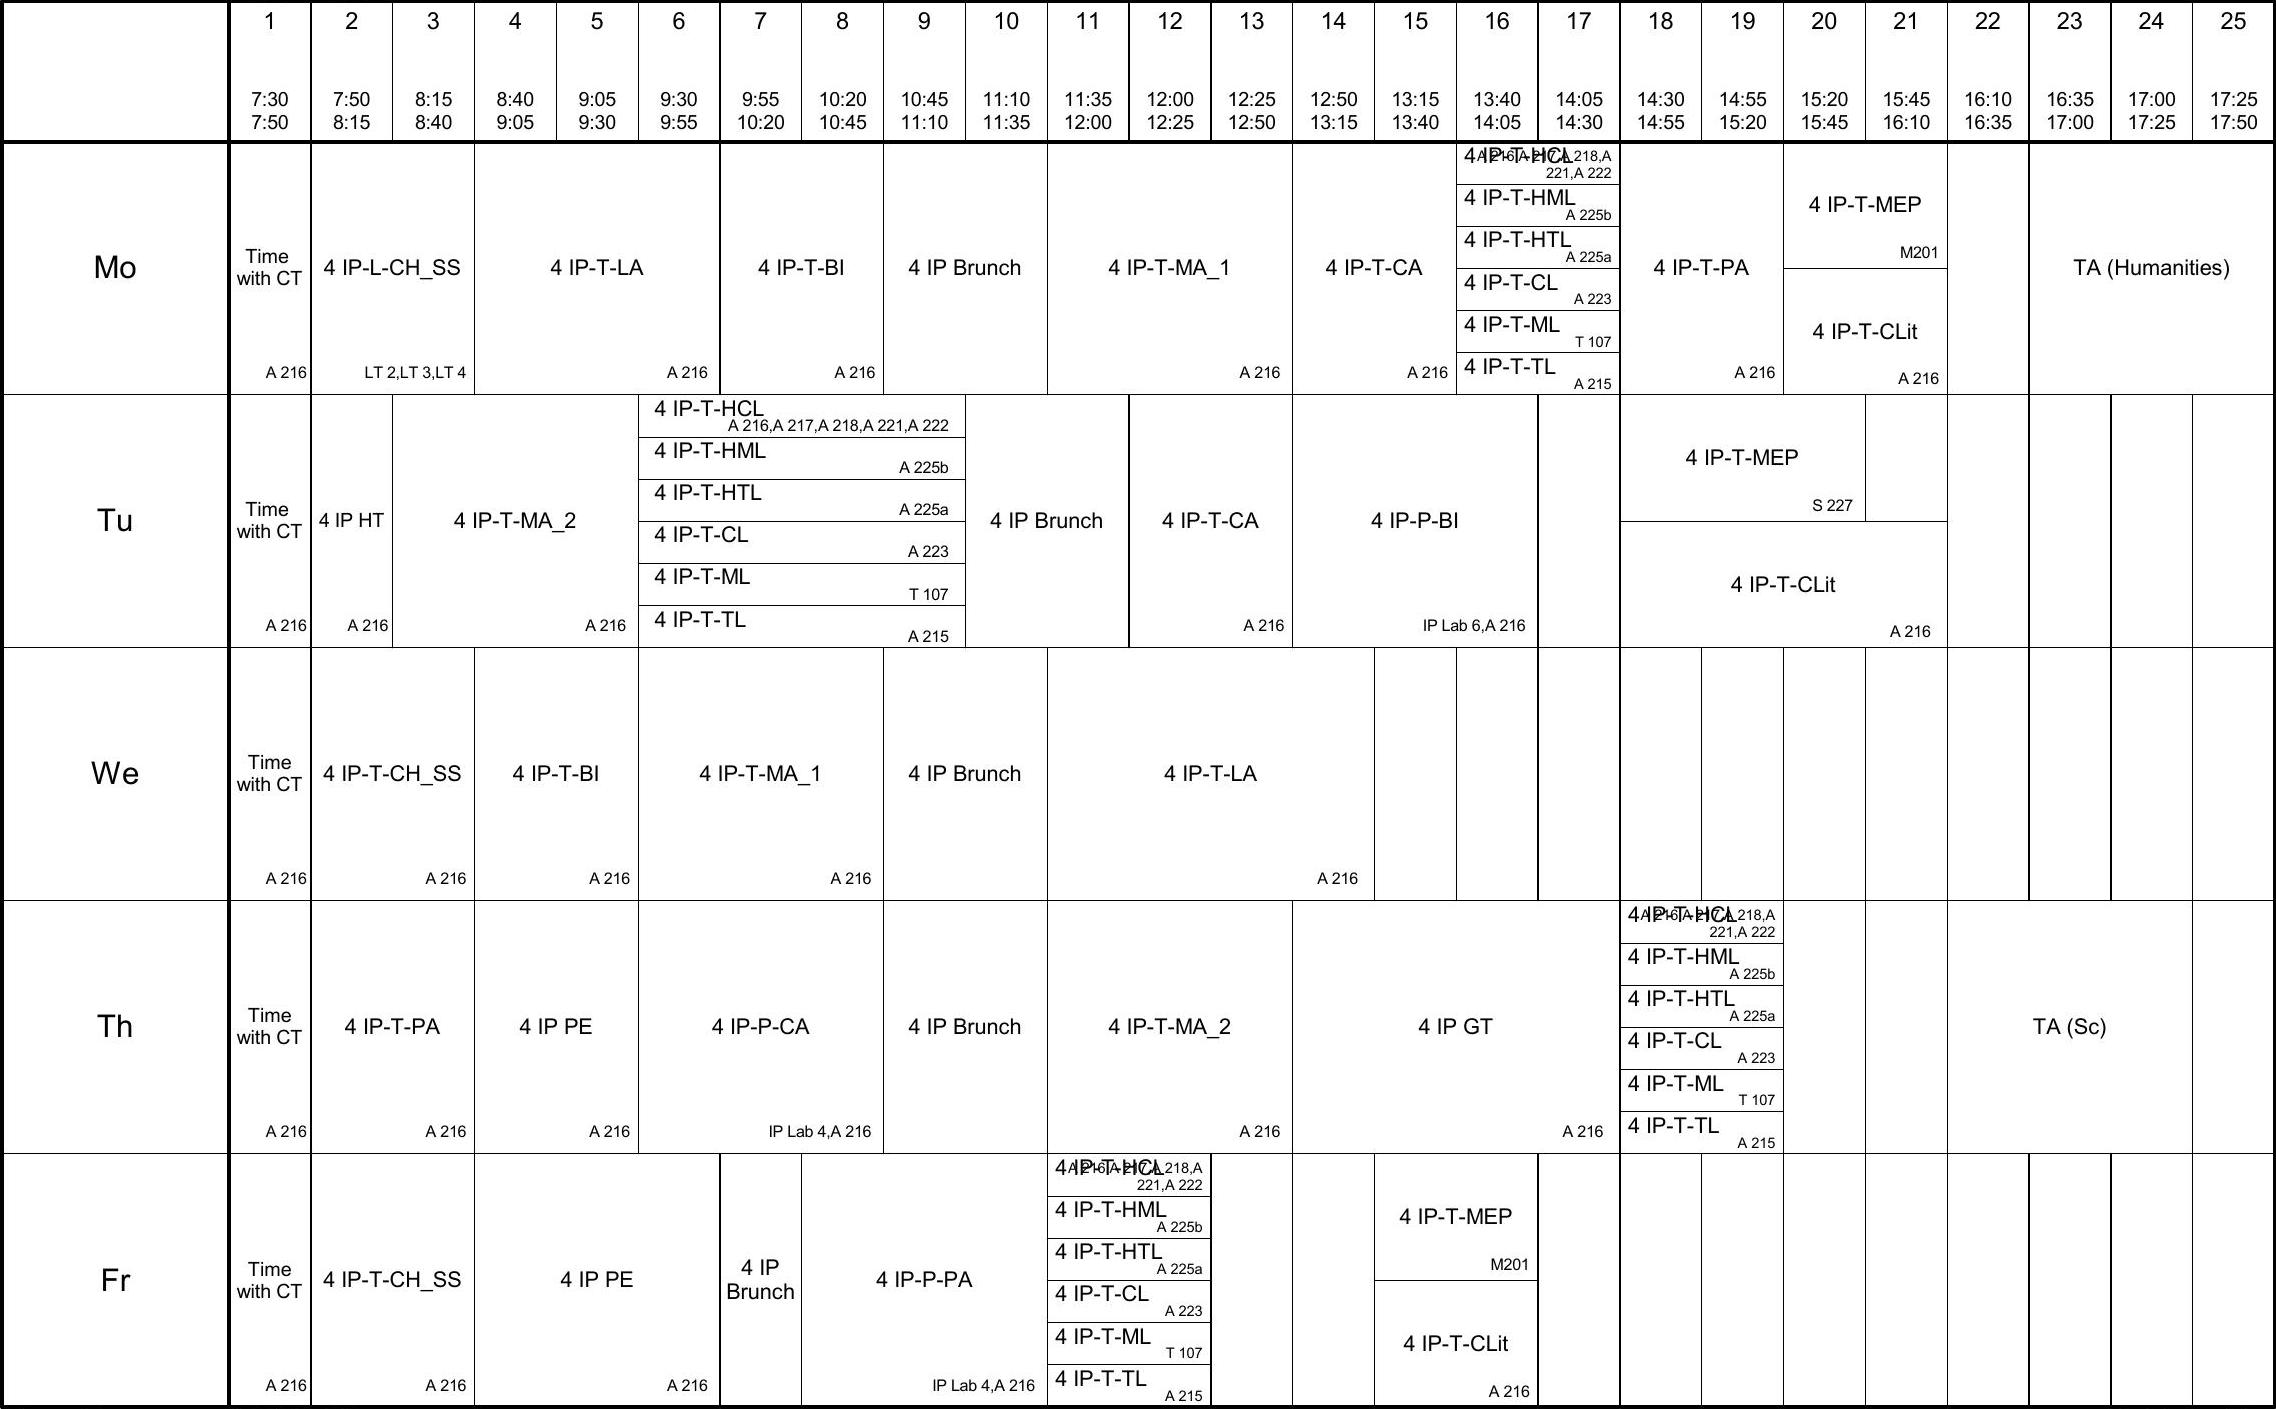 1 2 3 4 5 6 7 8 9 10 11 12 13 14 15 16 17 18 19 20 21 22 23 24 25
7:30 7:50 8:15 8:40 9:05 9:30 9:55 10:20 10:45 11:10 11:35 12:00 12:25 12:50 13:15 13:40 14:05 14:30 14:55 15:20 15:45 16:10 16:35 17:00 17:25
7:50 8:15 8:40 9:05 9:30 9:55 10:20 10:45 11:10 11:35 12:00 12:25 12:50 13:15 13:40 14:05 14:30 14:55 15:20 15:45 16:10 16:35 17:00 17:25 17:50
Mo
Time
with CT
A 216
4 IP-L-CH_SS
LT 2,LT 3,LT 4
4 IP-T-LA
A 216
4 IP-T-BI
A 216
4 IP Brunch
4 IP-T-MA_1
A 216
4 IP-T-CA
A 216
4 IP-T-HCL
A 216,A 217,A 218,A
221,A 222
4 IP-T-HML
A 225b
4 IP-T-HTL
A 225a
4 IP-T-CL
A 223
4 IP-T-ML
T 107
4 IP-T-TL
A 215
4 IP-T-PA
A 216
4 IP-T-MEP
M201
4 IP-T-CLit
A 216
TA (Humanities)
Tu
Time
with CT
A 216
4 IP HT
A 216
4 IP-T-MA_2
A 216
4 IP-T-HCL
A 216,A 217,A 218,A 221,A 222
4 IP-T-HML
A 225b
4 IP-T-HTL
A 225a
4 IP-T-CL
A 223
4 IP-T-ML
T 107
4 IP-T-TL
A 215
4 IP Brunch
4 IP-T-CA
A 216
4 IP-P-BI
IP Lab 6,A 216
4 IP-T-MEP
S 227
4 IP-T-CLit
A 216
We
Time
with CT
A 216
4 IP-T-CH_SS
A 216
4 IP-T-BI
A 216
4 IP-T-MA_1
A 216
4 IP Brunch
4 IP-T-LA
A 216
Th
Time
with CT
A 216
4 IP-T-PA
A 216
4 IP PE
A 216
4 IP-P-CA
IP Lab 4,A 216
4 IP Brunch
4 IP-T-MA_2
A 216
4 IP GT
A 216
4 IP-T-HCL
A 216,A 217,A 218,A
221,A 222
4 IP-T-HML
A 225b
4 IP-T-HTL
A 225a
4 IP-T-CL
A 223
4 IP-T-ML
T 107
4 IP-T-TL
A 215
TA (Sc)
Fr
Time
with CT
A 216
4 IP-T-CH_SS
A 216
4 IP PE
A 216
4 IP
Brunch
4 IP-P-PA
IP Lab 4,A 216
4 IP-T-HCL
A 216,A 217,A 218,A
221,A 222
4 IP-T-HML
A 225b
4 IP-T-HTL
A 225a
4 IP-T-CL
A 223
4 IP-T-ML
T 107
4 IP-T-TL
A 215
4 IP-T-MEP
M201
4 IP-T-CLit
A 216